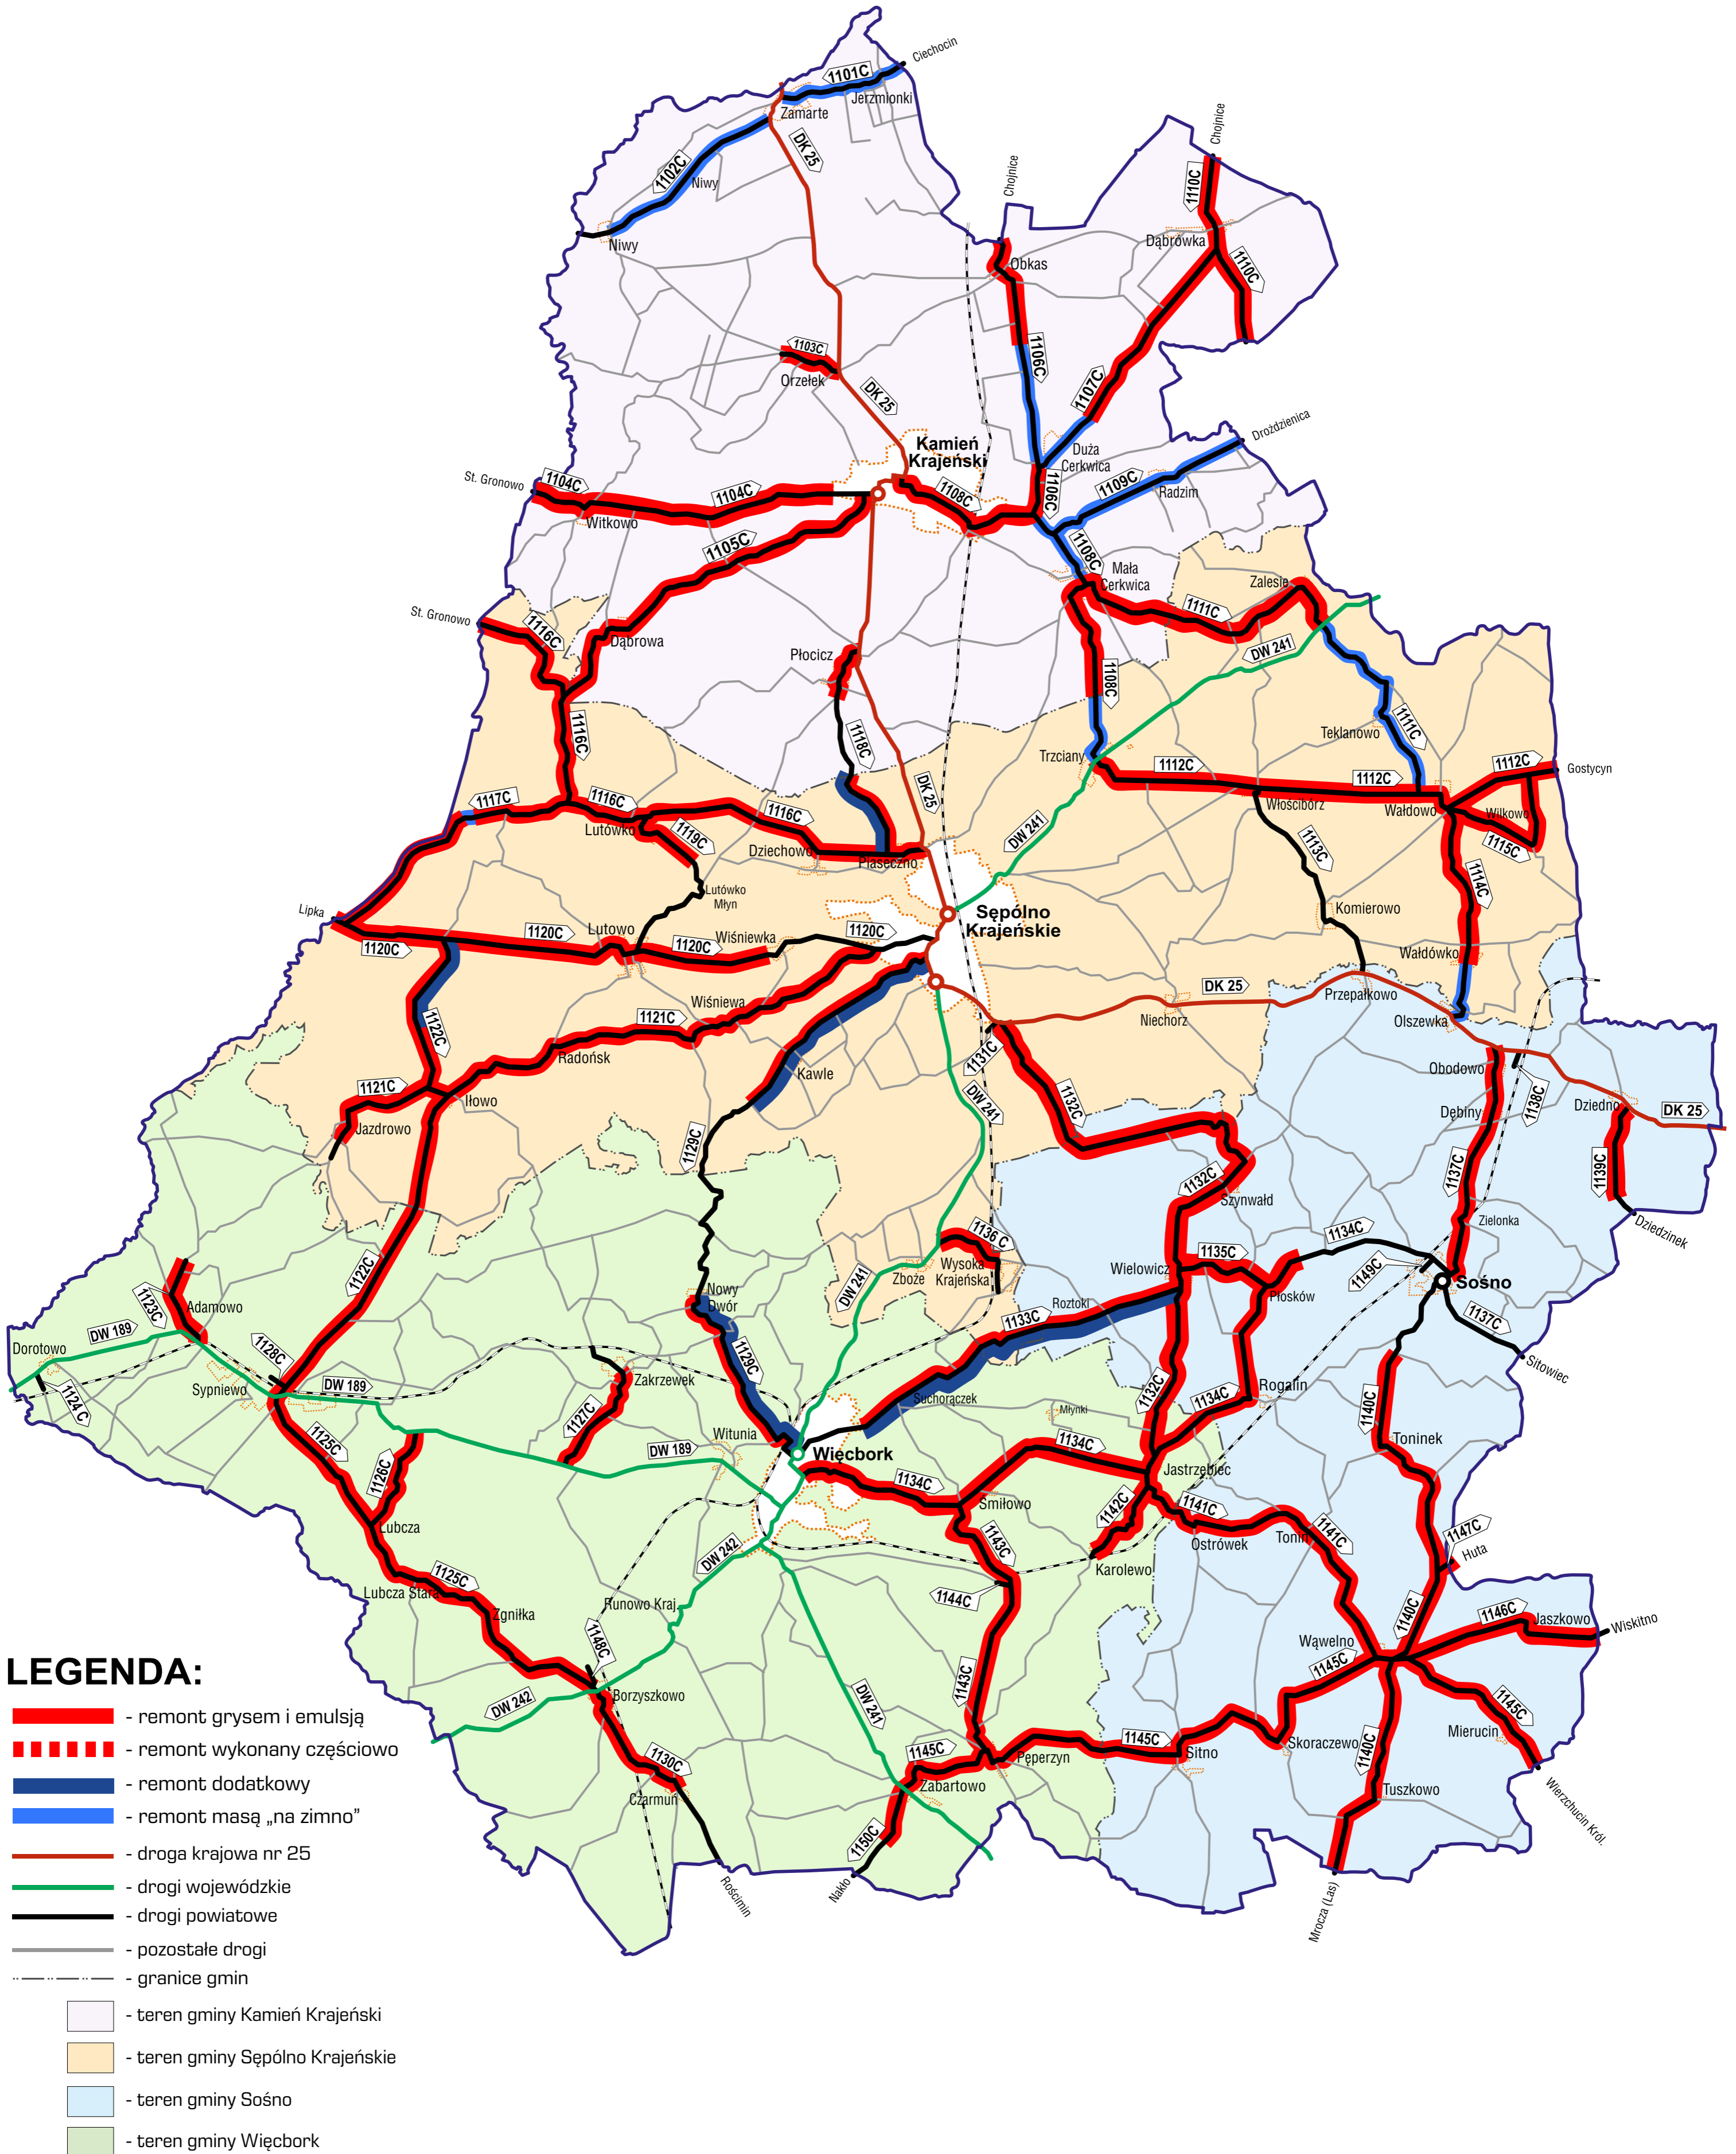 Ciechocin
1101C
Jerzmionki
Zamarte
DK 25
Chojnice
1102C
Niwy
Chojnice
1110C
Niwy
Dąbrówka
Obkas
1110C
1103C
1106C
Orzełek
DK 25
1107C
Drożdzienica
Kamień
Krajeński
Duża
Cerkwica
St. Gronowo
1104C
1104C
1108C
1106C
1109C
Radzim
Witkowo
1105C
1108C
Mała
Cerkwica
Zalesie
St. Gronowo
1116C
1111C
Dąbrowa
Płocicz
DW 241
1108C
1116C
1118C
1111C
Teklanowo
Trzciany
1112C
1112C
1112C
Gostycyn
DK 25
1117C
1116C
1116C
Włościbórz
Wałdowo
Wilkowo
Lutówko
1119C
DW 241
Dziechowo
Piaseczno
1113C
1115C
1114C
Lutówko
Młyn
Lipka
Sępólno
Krajeńskie
Komierowo
1120C
1120C
Lutowo
1120C
Wiśniewka
1120C
Wałdówko
DK 25
Przepałkowo
Wiśniewa
1121C
Niechorz
Olszewka
1122C
1131C
Radońsk
Kawle
Obodowo
1121C
Iłowo
1132C
DW 241
Dębiny
1138C
Dziedno
DK 25
Jazdrowo
1129C
1132C
1137C
1139C
Szynwałd
Zielonka
Dziedzinek
1136 C
1134C
1122C
Wysoka
Krajeńska
Zboże
Wielowicz
1135C
1149C
Sośno
1123C
Adamowo
DW 241
Nowy
Dwór
Roztoki
Płosków
1133C
1137C
DW 189
Dorotowo
1128C
1129C
Sitowiec
Sypniewo
DW 189
Zakrzewek
1124 C
Suchorączek
Rogalin
1132C
1134C
1127C
Młynki
1140C
1125C
Witunia
DW 189
Więcbork
1134C
Toninek
1126C
1134C
Jastrzębiec
Śmiłowo
1142C
1141C
Lubcza
1141C
1147C
Tonin
Ostrówek
1143C
DW 242
Huta
Karolewo
1125C
Lubcza Stara
1144C
Runowo Kraj.
Zgniłka
1140C
1146C
Jaszkowo
Wiskitno
1148C
Wąwelno
1145C
LEGENDA:
1143C
DW 241
Borzyszkowo
DW 242
1145C
- remont grysem i emulsją
Mierucin
Skoraczewo
1145C
Sitno
1140C
Pęperzyn
1145C
- remont wykonany częściowo
1130C
Zabartowo
- remont dodatkowy
Czarmuń
Tuszkowo
Wierzchucin Król.
- remont masą „na zimno”
1150C
- droga krajowa nr 25
Rościmin
Nakło
Mrocza (Las)
- drogi wojewódzkie
- drogi powiatowe
- pozostałe drogi
- granice gmin
- teren gminy Kamień Krajeński
- teren gminy Sępólno Krajeńskie
- teren gminy Sośno
- teren gminy Więcbork